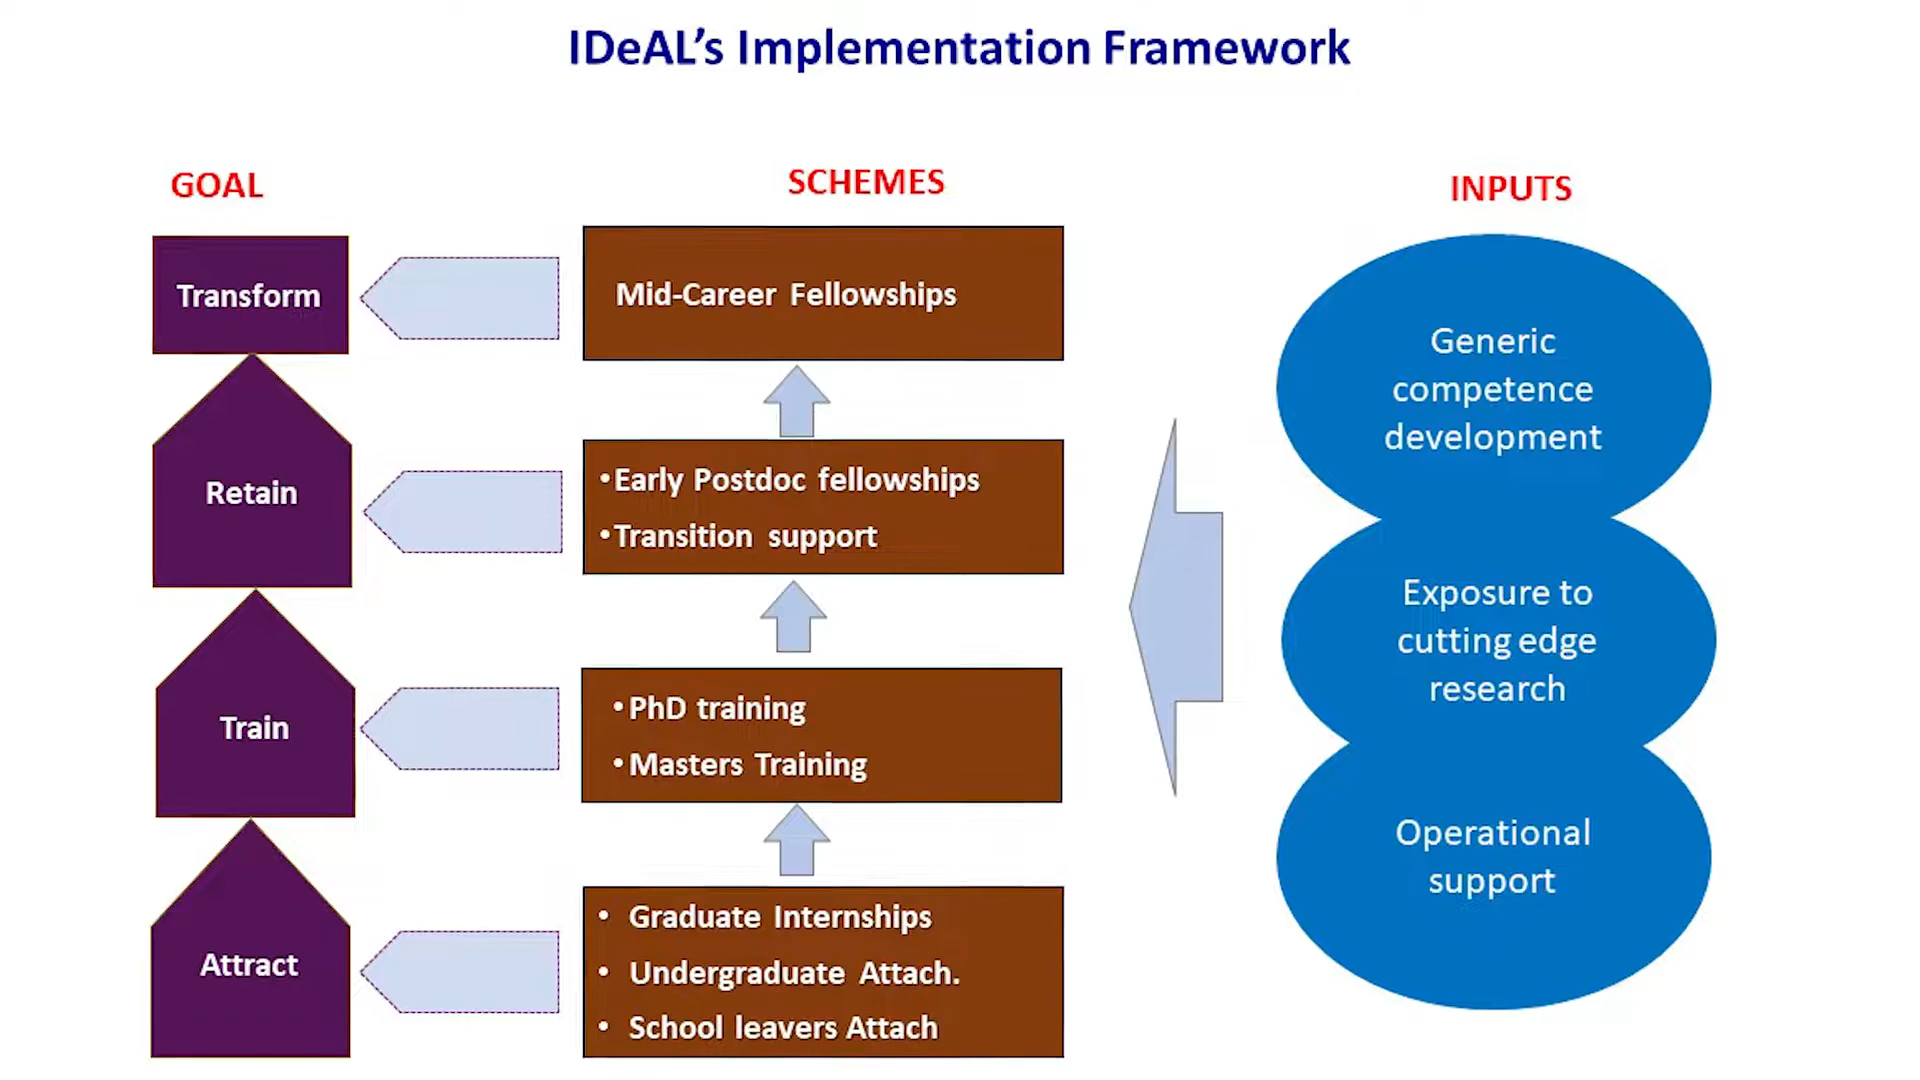 IDeAL's Implementation Framework
GOAL
SCHEMES
INPUTS
Transform
Mid-Career Fellowships
Retain
•Early Postdoc fellowships
•Transition support
Train
•PhD training
•Masters Training
Attract
• Graduate Internships
• Undergraduate Attach.
• School leavers Attach
Generic
competence
development
Exposure to
cutting edge
research
Operational
support